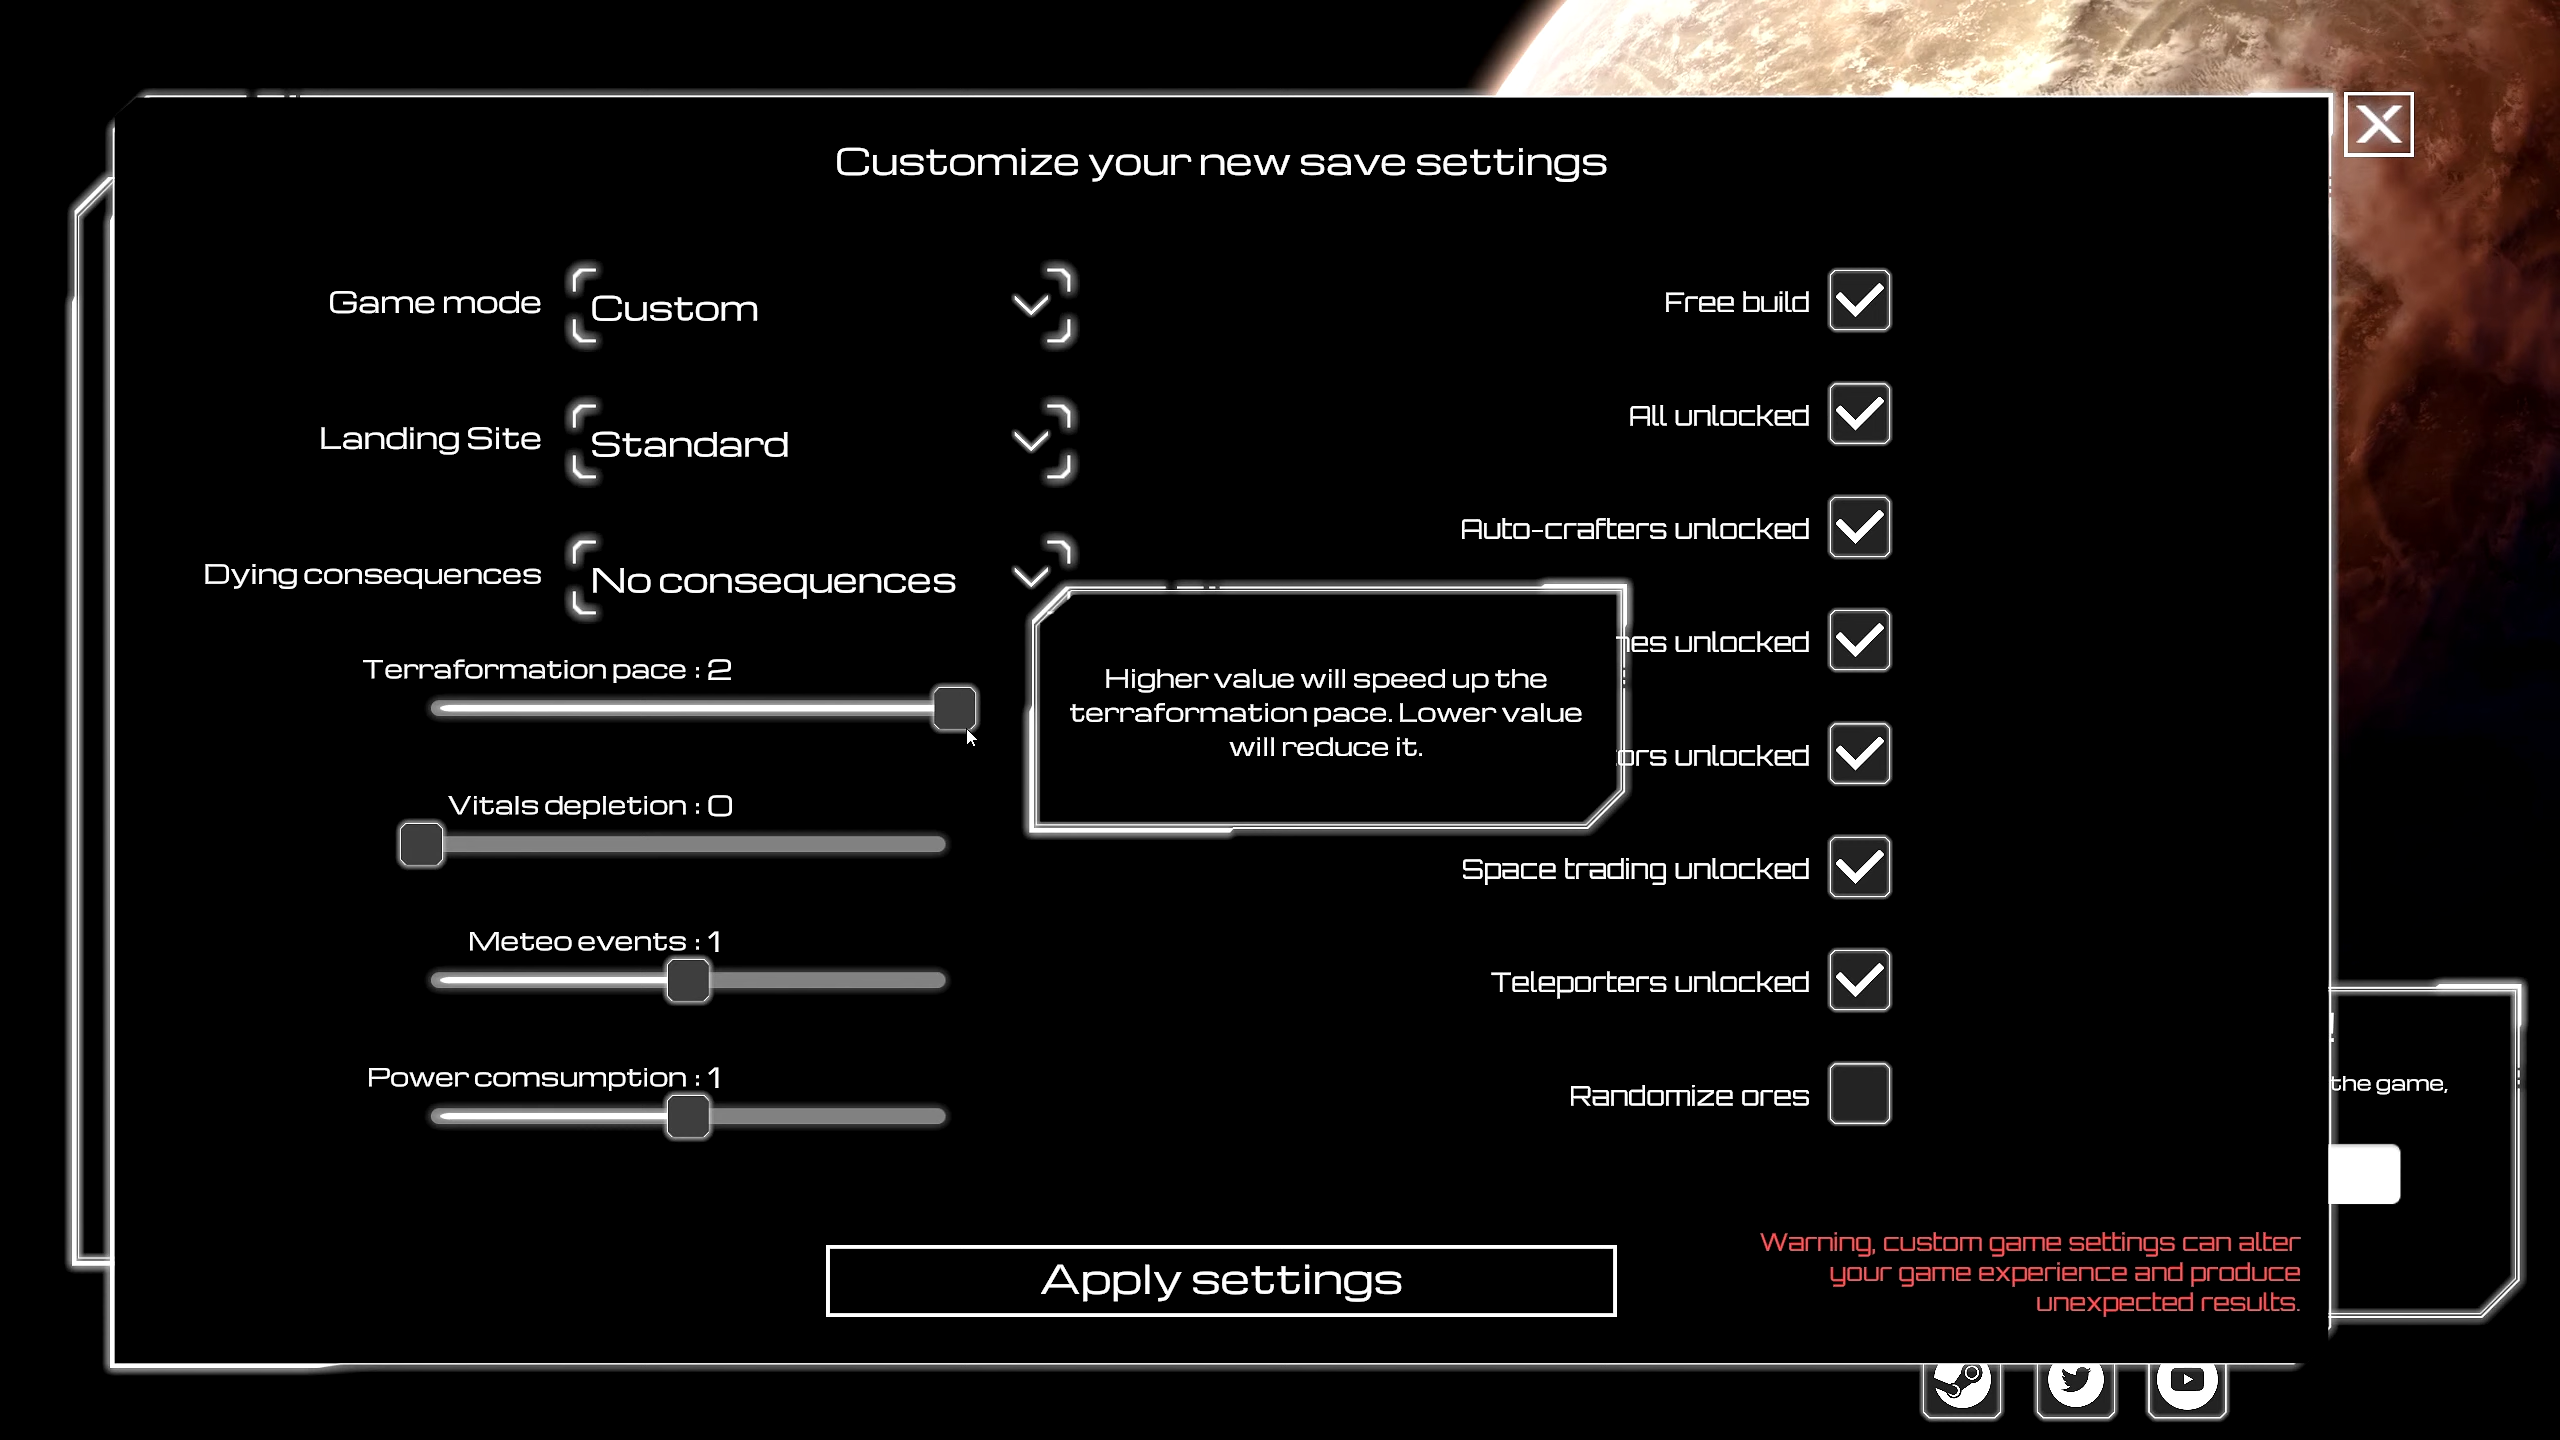 Customize your new save settings
Game mode
Custom
Landing Site
Standard
Dying consequences
No consequences
Terraformation pace : 2
Vitals depletion : 0
Meteo events : 1
Power comsumption : 1
Higher value will speed up the
terraformation pace. Lower value
will reduce it.
Free build
All unlocked
Auto-crafters unlocked
unlocked
unlocked
Space trading unlocked
Teleporters unlocked
Randomize ores
Apply settings
Warning, custom game settings can alter
your game experience and produce
unexpected results.
!
the game,